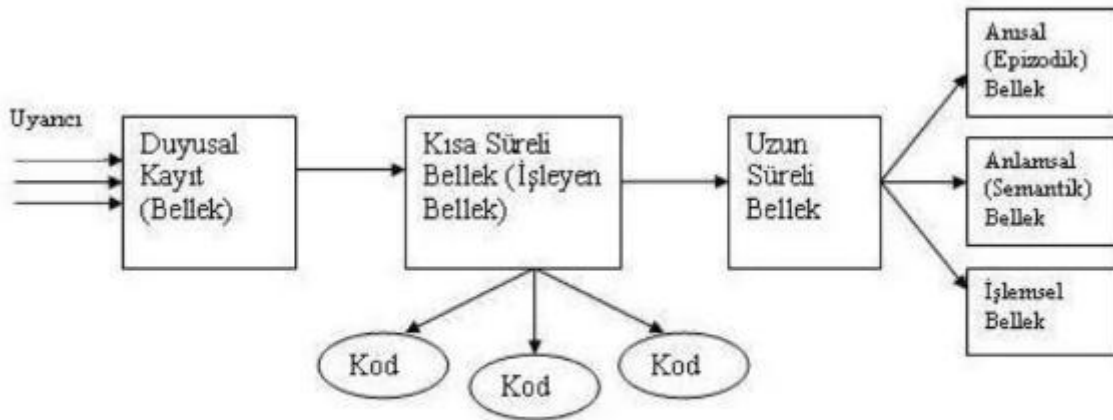 Uyarıcı
Duyusal
Kayıt
(Bellek)
Kısa Süreli
Bellek (İşleyen
Bellek)
Uzun
Süreli
Bellek
Anısal
(Epizodik)
Bellek
Anlamsal
(Semantik)
Bellek
İşlemsel
Bellek
Kod
Kod
Kod